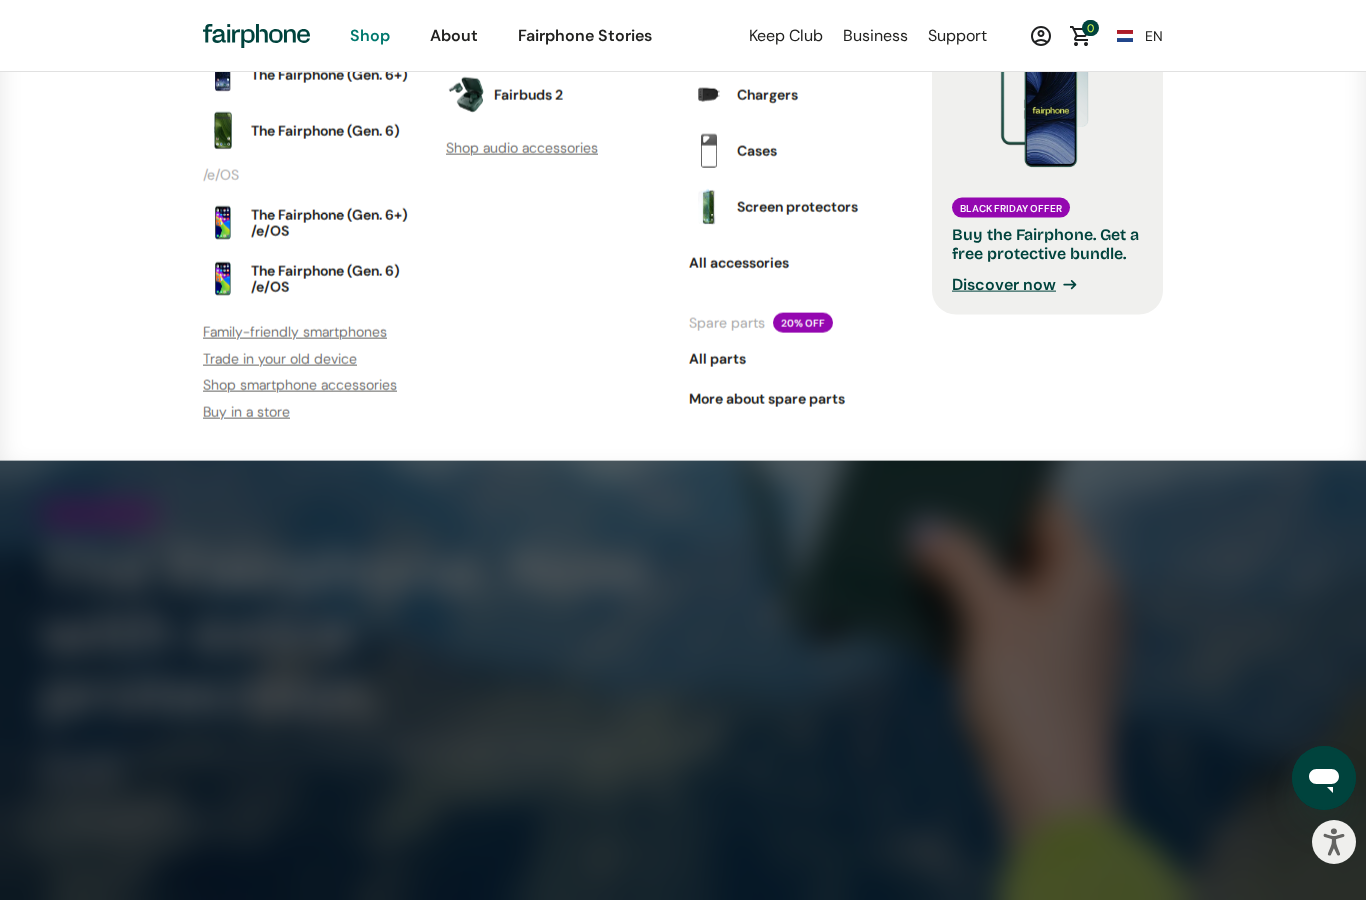 fairphone
Shop
About
Fairphone Stories
Keep Club
Business
Support
0
EN
The Fairphone (Gen. 6+)
The Fairphone (Gen. 6)
/e/OS
The Fairphone (Gen. 6+)
/e/OS
The Fairphone (Gen. 6)
/e/OS
Family-friendly smartphones
Trade in your old device
Shop smartphone accessories
Buy in a store
Fairbuds 2
Shop audio accessories
Chargers
Cases
Screen protectors
All accessories
Spare parts 20% OFF
All parts
More about spare parts
fairphone
BLACK FRIDAY OFFER
Buy the Fairphone. Get a
free protective bundle.
Discover now